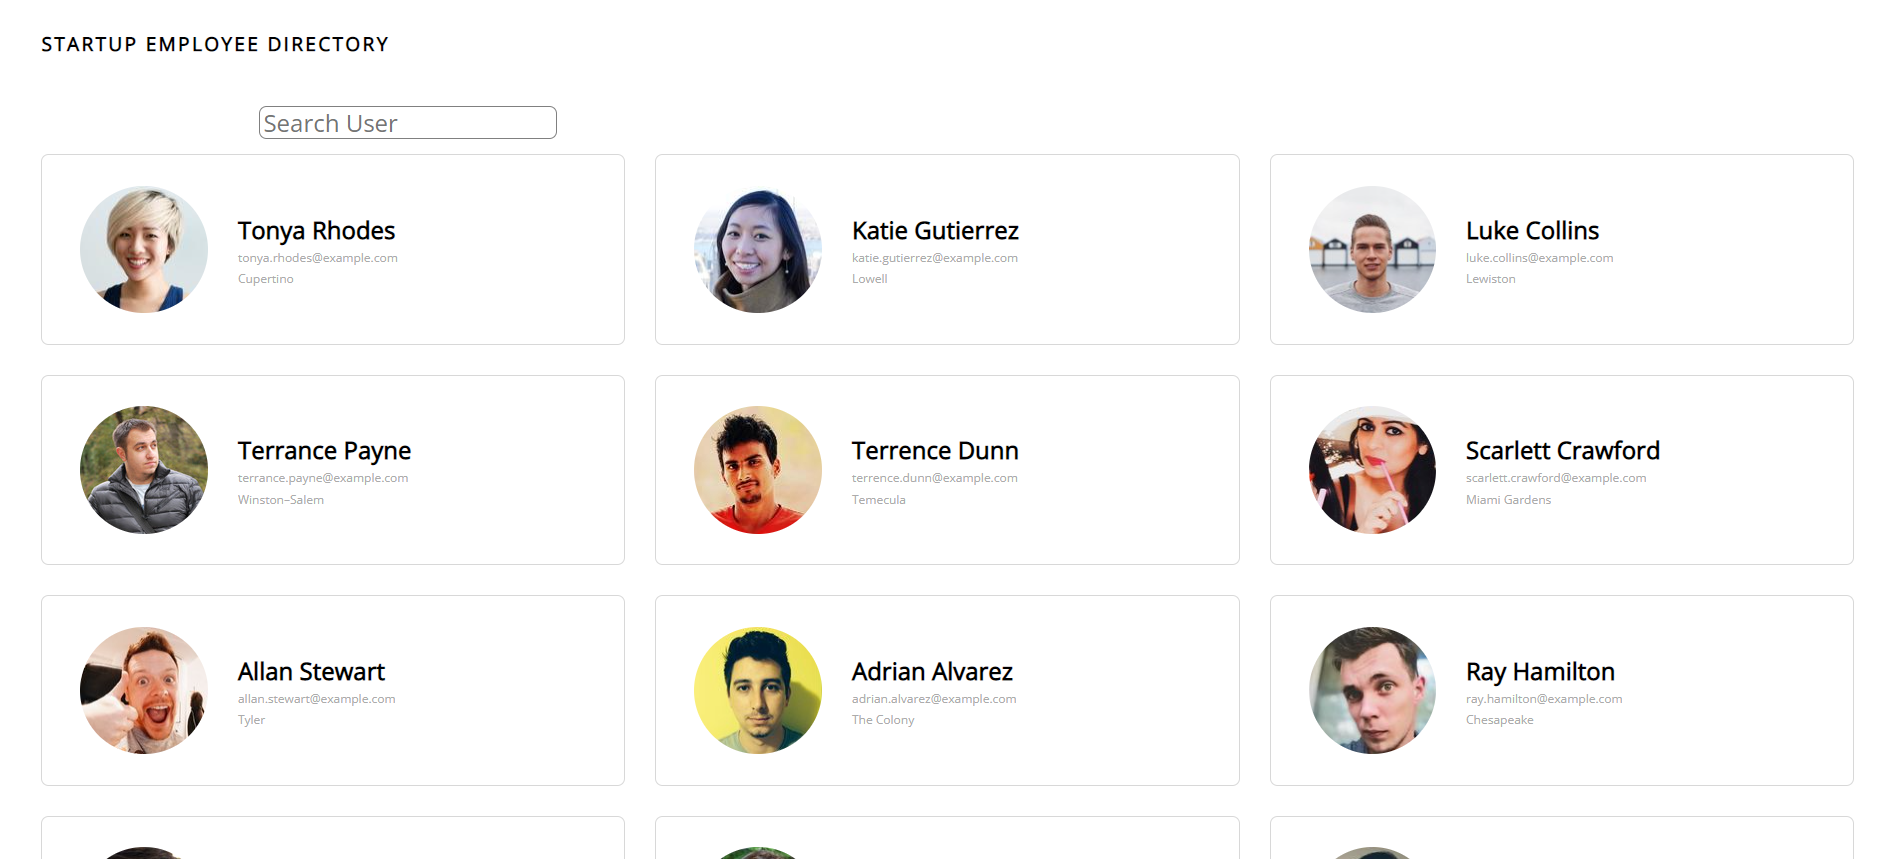 STARTUP EMPLOYEE DIRECTORY
Search User
Tonya Rhodes
tonya.rhodes@example.com
Cupertino
Katie Gutierrez
katie.gutierrez@example.com
Lowell
Luke Collins
luke.collins@example.com
Lewiston
Terrance Payne
terrance.payne@example.com
Winston–Salem
Terrence Dunn
terrence.dunn@example.com
Temecula
Scarlett Crawford
scarlett.crawford@example.com
Miami Gardens
Allan Stewart
allan.stewart@example.com
Tyler
Adrian Alvarez
adrian.alvarez@example.com
The Colony
Ray Hamilton
ray.hamilton@example.com
Chesapeake